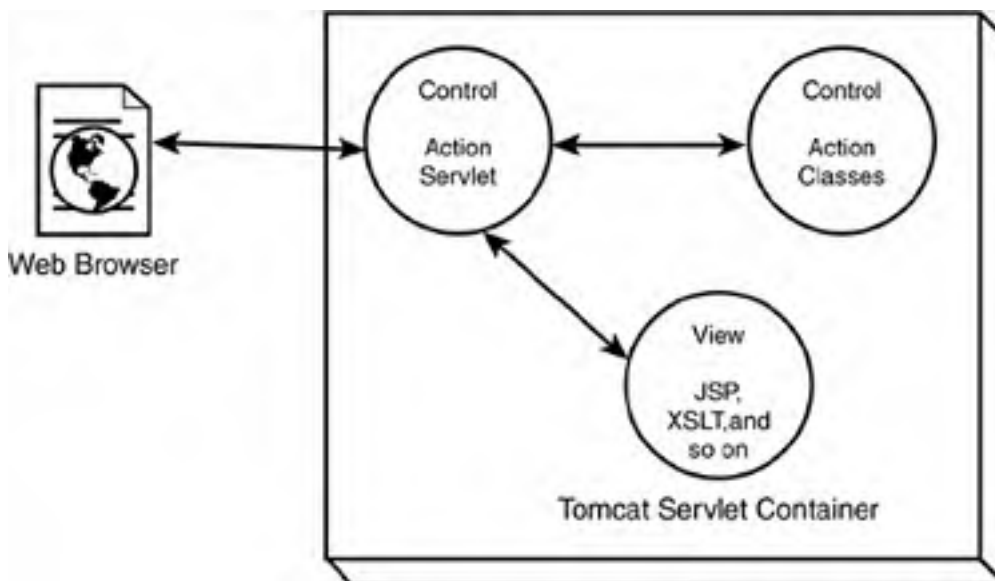 Control
Action
Servlet
Control
Action
Classes
Web Browser
View
JSP,
XSLT,and
so on
Tomcat Servlet Container